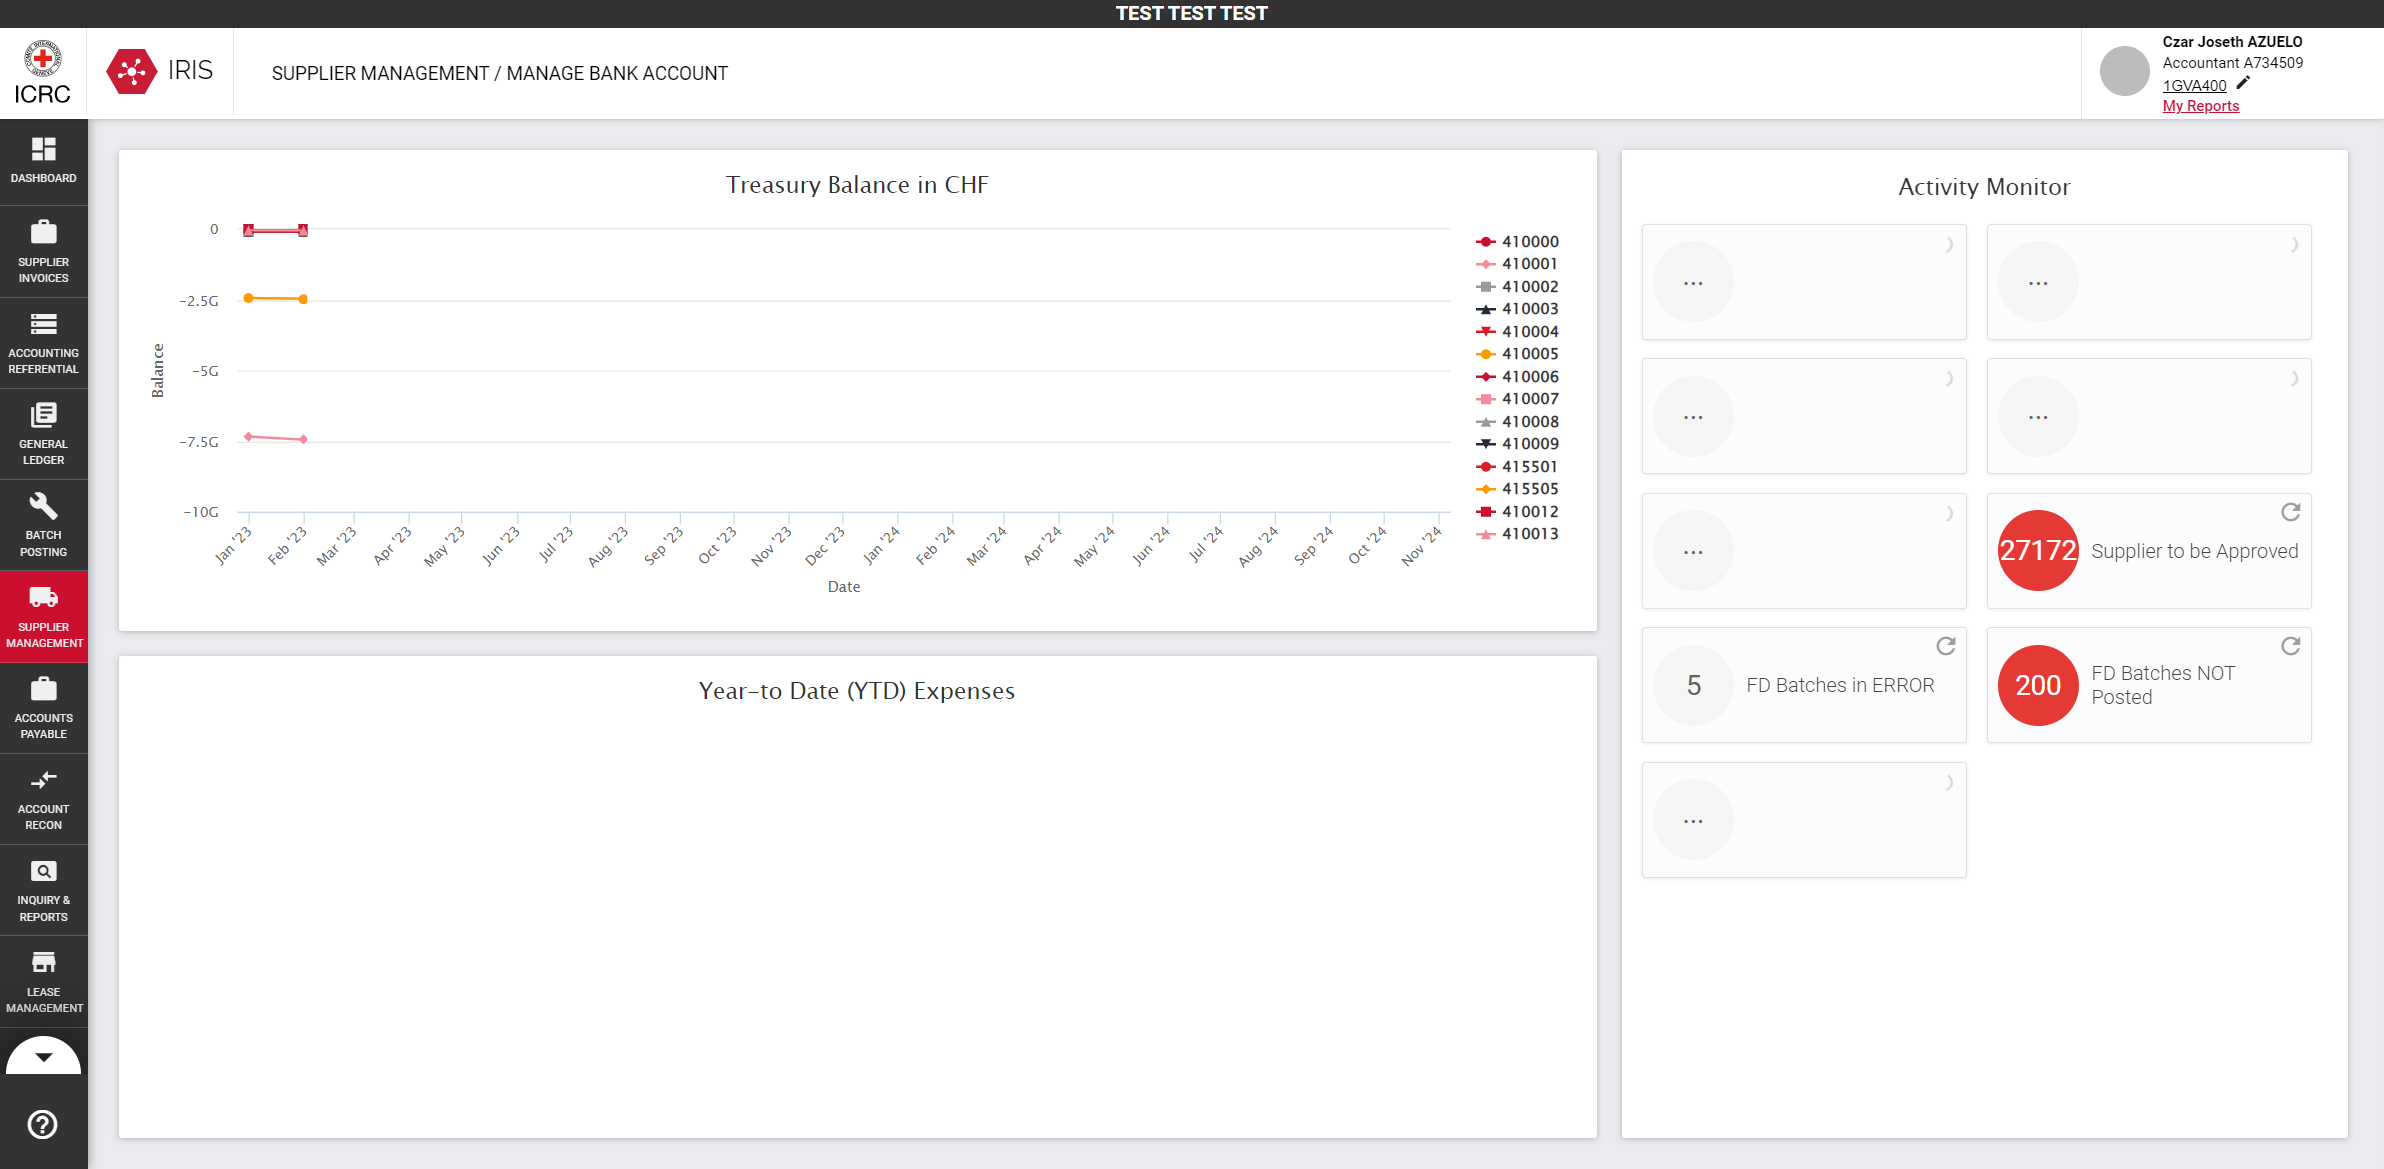 TEST TEST TEST
ICRC
IRIS
SUPPLIER MANAGEMENT / MANAGE BANK ACCOUNT
Czar Joseth AZUELO
Accountant A734509
1GVA400
My Reports
DASHBOARD
SUPPLIER
INVOICES
ACCOUNTING
REFERENTIAL
GENERAL
LEDGER
BATCH
POSTING
SUPPLIER
MANAGEMENT
ACCOUNTS
PAYABLE
ACCOUNT
RECON
INQUIRY &
REPORTS
LEASE
MANAGEMENT
Treasury Balance in CHF
Balance
0
-2.5G
-5G
-7.5G
-10G
Jan '23
Feb '23
Mar '23
Apr '23
May '23
Jun '23
Jul '23
Aug '23
Sep '23
Oct '23
Nov '23
Dec '23
Jan '24
Feb '24
Mar '24
Apr '24
May '24
Jun '24
Jul '24
Aug '24
Sep '24
Oct '24
Nov '24
Date
410000
410001
410002
410003
410004
410005
410006
410007
410008
410009
415501
415505
410012
410013
Year-to Date (YTD) Expenses
Activity Monitor
...
...
...
...
...
27172 Supplier to be Approved
5 FD Batches in ERROR
200 FD Batches NOT
Posted
...